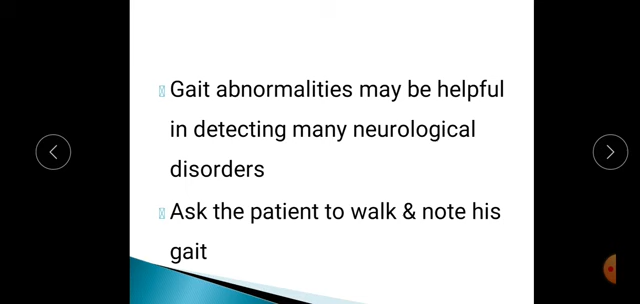 Gait abnormalities may be helpful
in detecting many neurological
disorders
Ask the patient to walk & note his
gait